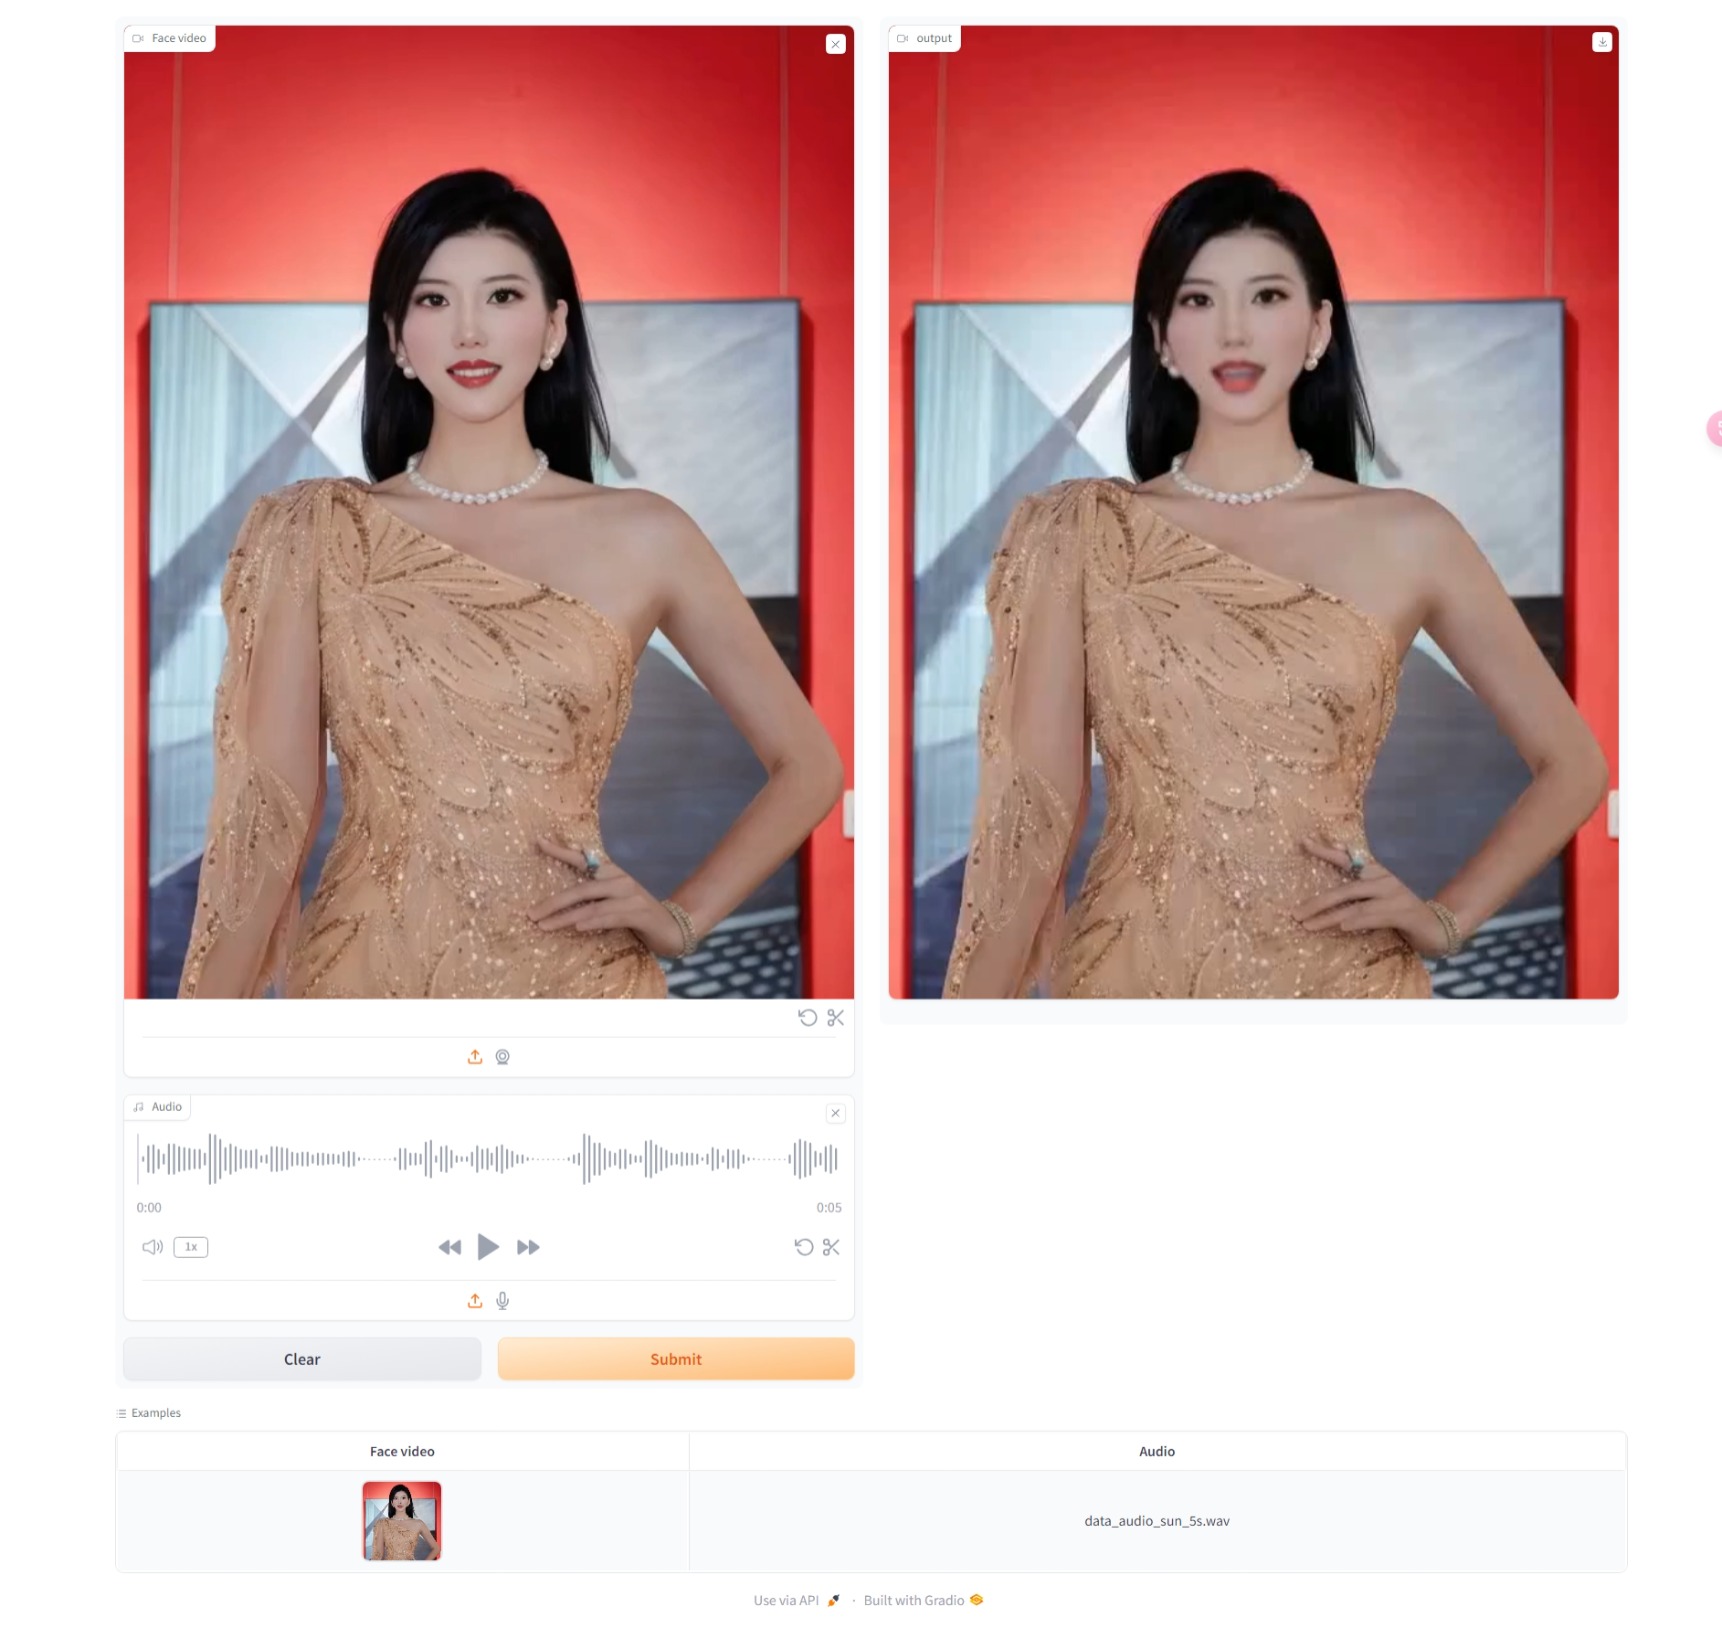 Face video
output
Audio
0:00
0:05
1x
Clear
Submit
Examples
Face video
Audio
data_audio_sun_5s.wav
Use via API · Built with Gradio